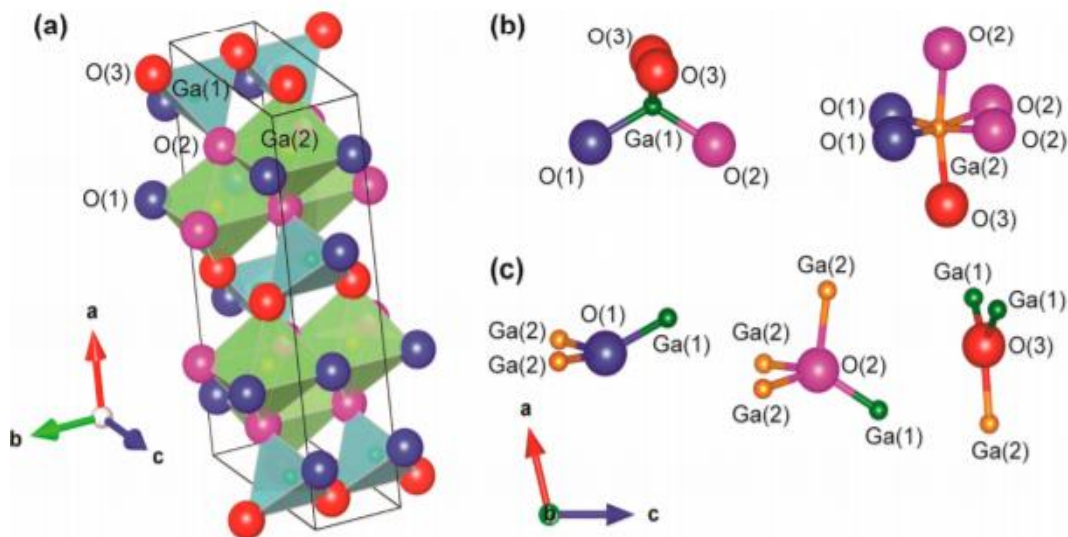 (a)
O(3)
Ga(1)
O(2)
Ga(2)
O(1)
a
b
c
(b)
O(3)
O(3)
Ga(1)
O(1)
O(2)
O(2)
O(1)
O(2)
O(1)
O(2)
Ga(2)
O(3)
(c)
O(1)
Ga(2)
Ga(2)
Ga(1)
Ga(2)
Ga(2)
O(2)
Ga(2)
Ga(1)
Ga(1)
Ga(1)
O(3)
Ga(2)
a
b
c